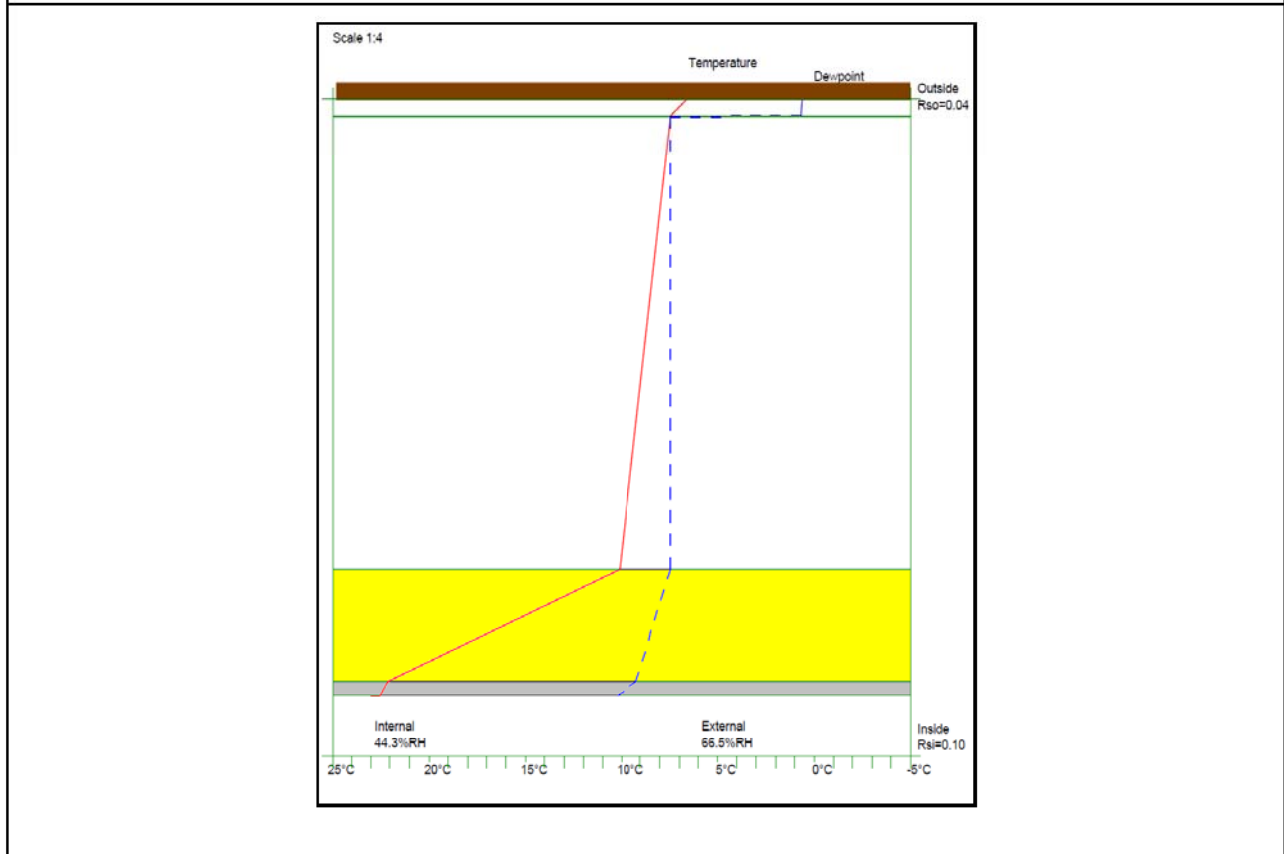 Scale 1:4
Temperature
Dewpoint
Outside
Rso=0.04
Internal
44.3%RH
External
66.5%RH
Inside
Rsi=0.10
25°C 20°C 15°C 10°C 5°C 0°C -5°C